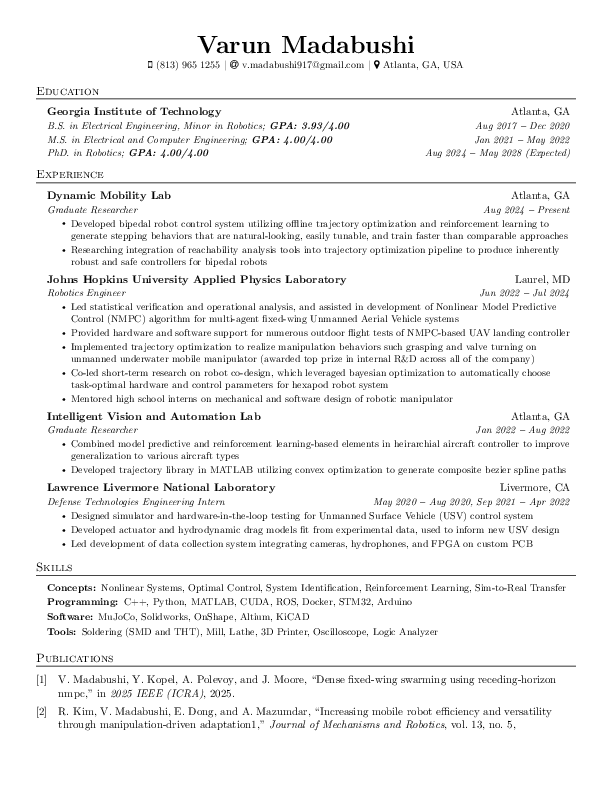 Varun Madabushi
(813) 965 1255 | v.madabushi917@gmail.com | Atlanta, GA, USA
Education
Georgia Institute of Technology Atlanta, GA
B.S. in Electrical Engineering, Minor in Robotics; GPA: 3.93/4.00 Aug 2017 – Dec 2020
M.S. in Electrical and Computer Engineering; GPA: 4.00/4.00 Jan 2021 – May 2022
PhD. in Robotics; GPA: 4.00/4.00 Aug 2024 – May 2028 (Expected)
Experience
Dynamic Mobility Lab Atlanta, GA
Graduate Researcher Aug 2024 – Present
• Developed bipedal robot control system utilizing offline trajectory optimization and reinforcement learning to
generate stepping behaviors that are natural-looking, easily tunable, and train faster than comparable approaches
• Researching integration of reachability analysis tools into trajectory optimization pipeline to produce inherently
robust and safe controllers for bipedal robots
Johns Hopkins University Applied Physics Laboratory Laurel, MD
Robotics Engineer Jun 2022 – Jul 2024
• Led statistical verification and operational analysis, and assisted in development of Nonlinear Model Predictive
Control (NMPC) algorithm for multi-agent fixed-wing Unmanned Aerial Vehicle systems
• Provided hardware and software support for numerous outdoor flight tests of NMPC-based UAV landing controller
• Implemented trajectory optimization to realize manipulation behaviors such grasping and valve turning on
unmanned underwater mobile manipulator (awarded top prize in internal R&D across all of the company)
• Co-led short-term research on robot co-design, which leveraged bayesian optimization to automatically choose
task-optimal hardware and control parameters for hexapod robot system
• Mentored high school interns on mechanical and software design of robotic manipulator
Intelligent Vision and Automation Lab Atlanta, GA
Graduate Researcher Jan 2022 – Aug 2022
• Combined model predictive and reinforcement learning-based elements in heirarchial aircraft controller to improve
generalization to various aircraft types
• Developed trajectory library in MATLAB utilizing convex optimization to generate composite bezier spline paths
Lawrence Livermore National Laboratory Livermore, CA
Defense Technologies Engineering Intern May 2020 – Aug 2020, Sep 2021 – Apr 2022
• Designed simulator and hardware-in-the-loop testing for Unmanned Surface Vehicle (USV) control system
• Developed actuator and hydrodynamic drag models fit from experimental data, used to inform new USV design
• Led development of data collection system integrating cameras, hydrophones, and FPGA on custom PCB
Skills
Concepts: Nonlinear Systems, Optimal Control, System Identification, Reinforcement Learning, Sim-to-Real Transfer
Programming: C++, Python, MATLAB, CUDA, ROS, Docker, STM32, Arduino
Software: MuJoCo, Solidworks, OnShape, Altium, KiCAD
Tools: Soldering (SMD and THT), Mill, Lathe, 3D Printer, Oscilloscope, Logic Analyzer
Publications
[1] V. Madabushi, Y. Kopel, A. Polevoy, and J. Moore, “Dense fixed-wing swarming using receding-horizon
nmpc,” in 2025 IEEE (ICRA), 2025.
[2] R. Kim, V. Madabushi, E. Dong, and A. Mazumdar, “Increasing mobile robot efficiency and versatility
through manipulation-driven adaptation1,” Journal of Mechanisms and Robotics, vol. 13, no. 5,